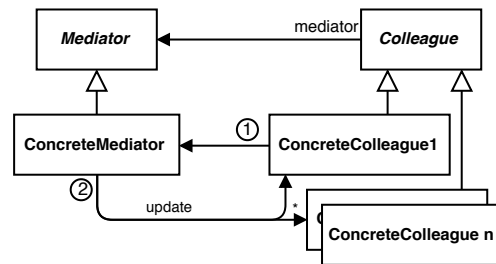 mediator
Mediator
Colleague
1
ConcreteMediator
ConcreteColleague1
2
update
*
C
ConcreteColleague n